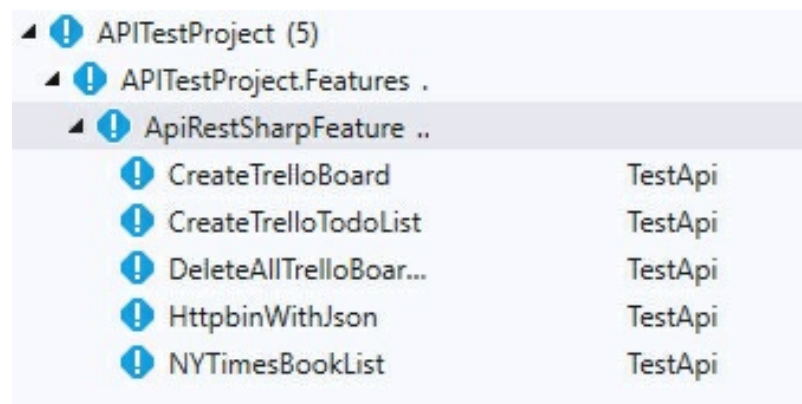 APITestProject (5)
APITestProject.Features .
ApiRestSharpFeature ..
CreateTrelloBoard TestApi
CreateTrelloTodoList TestApi
DeleteAllTrelloBoar... TestApi
HttpbinWithJson TestApi
NYTimesBookList TestApi